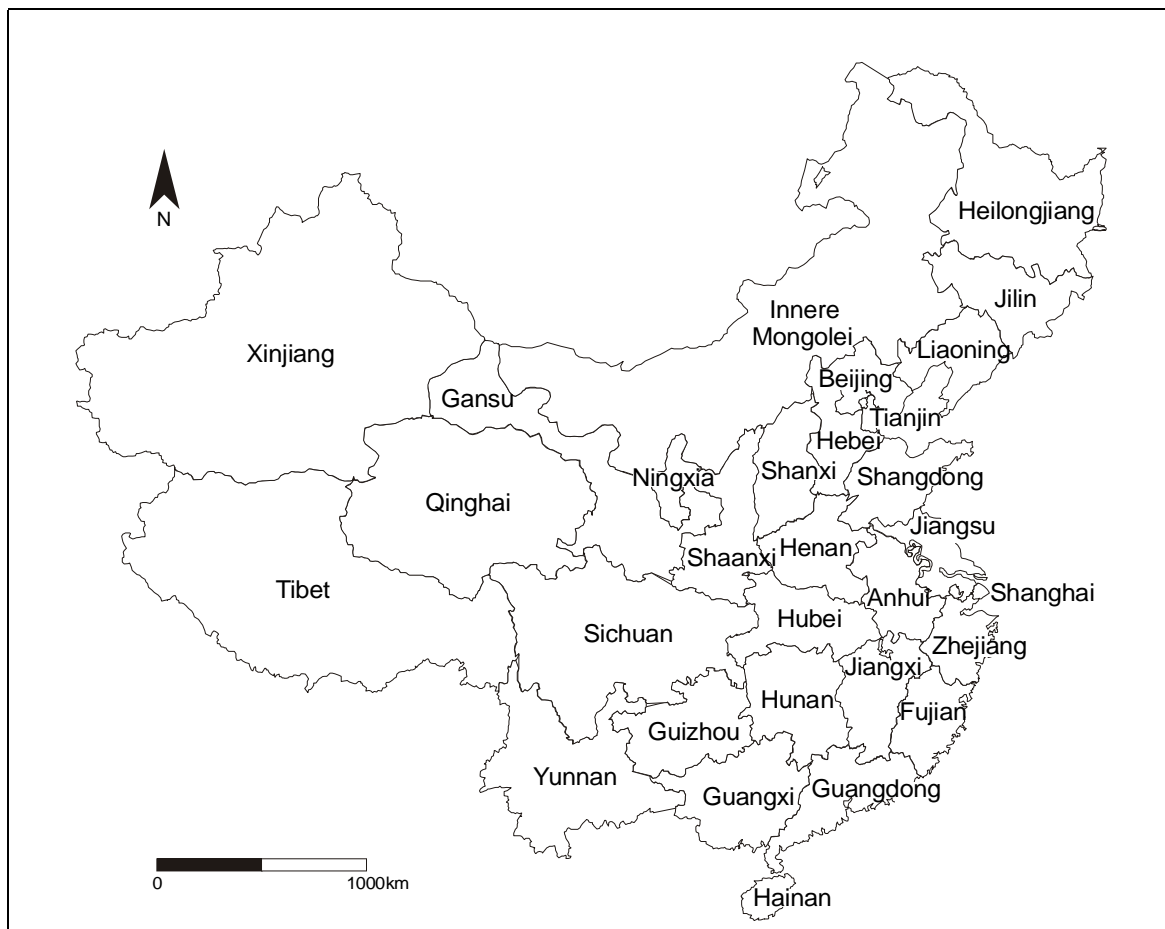 N
Heilongjiang
Jilin
Innere
Mongolei
Liaoning
Xinjiang
Beijing
Gansu
Tianjin
Hebei
Ningxia
Shanxi
Shangdong
Qinghai
Jiangsu
Shaanxi
Henan
Tibet
Anhui
Shanghai
Sichuan
Hubei
Zhejiang
Jiangxi
Hunan
Fujian
Guizhou
Yunnan
Guangxi
Guangdong
0 1000km
Hainan